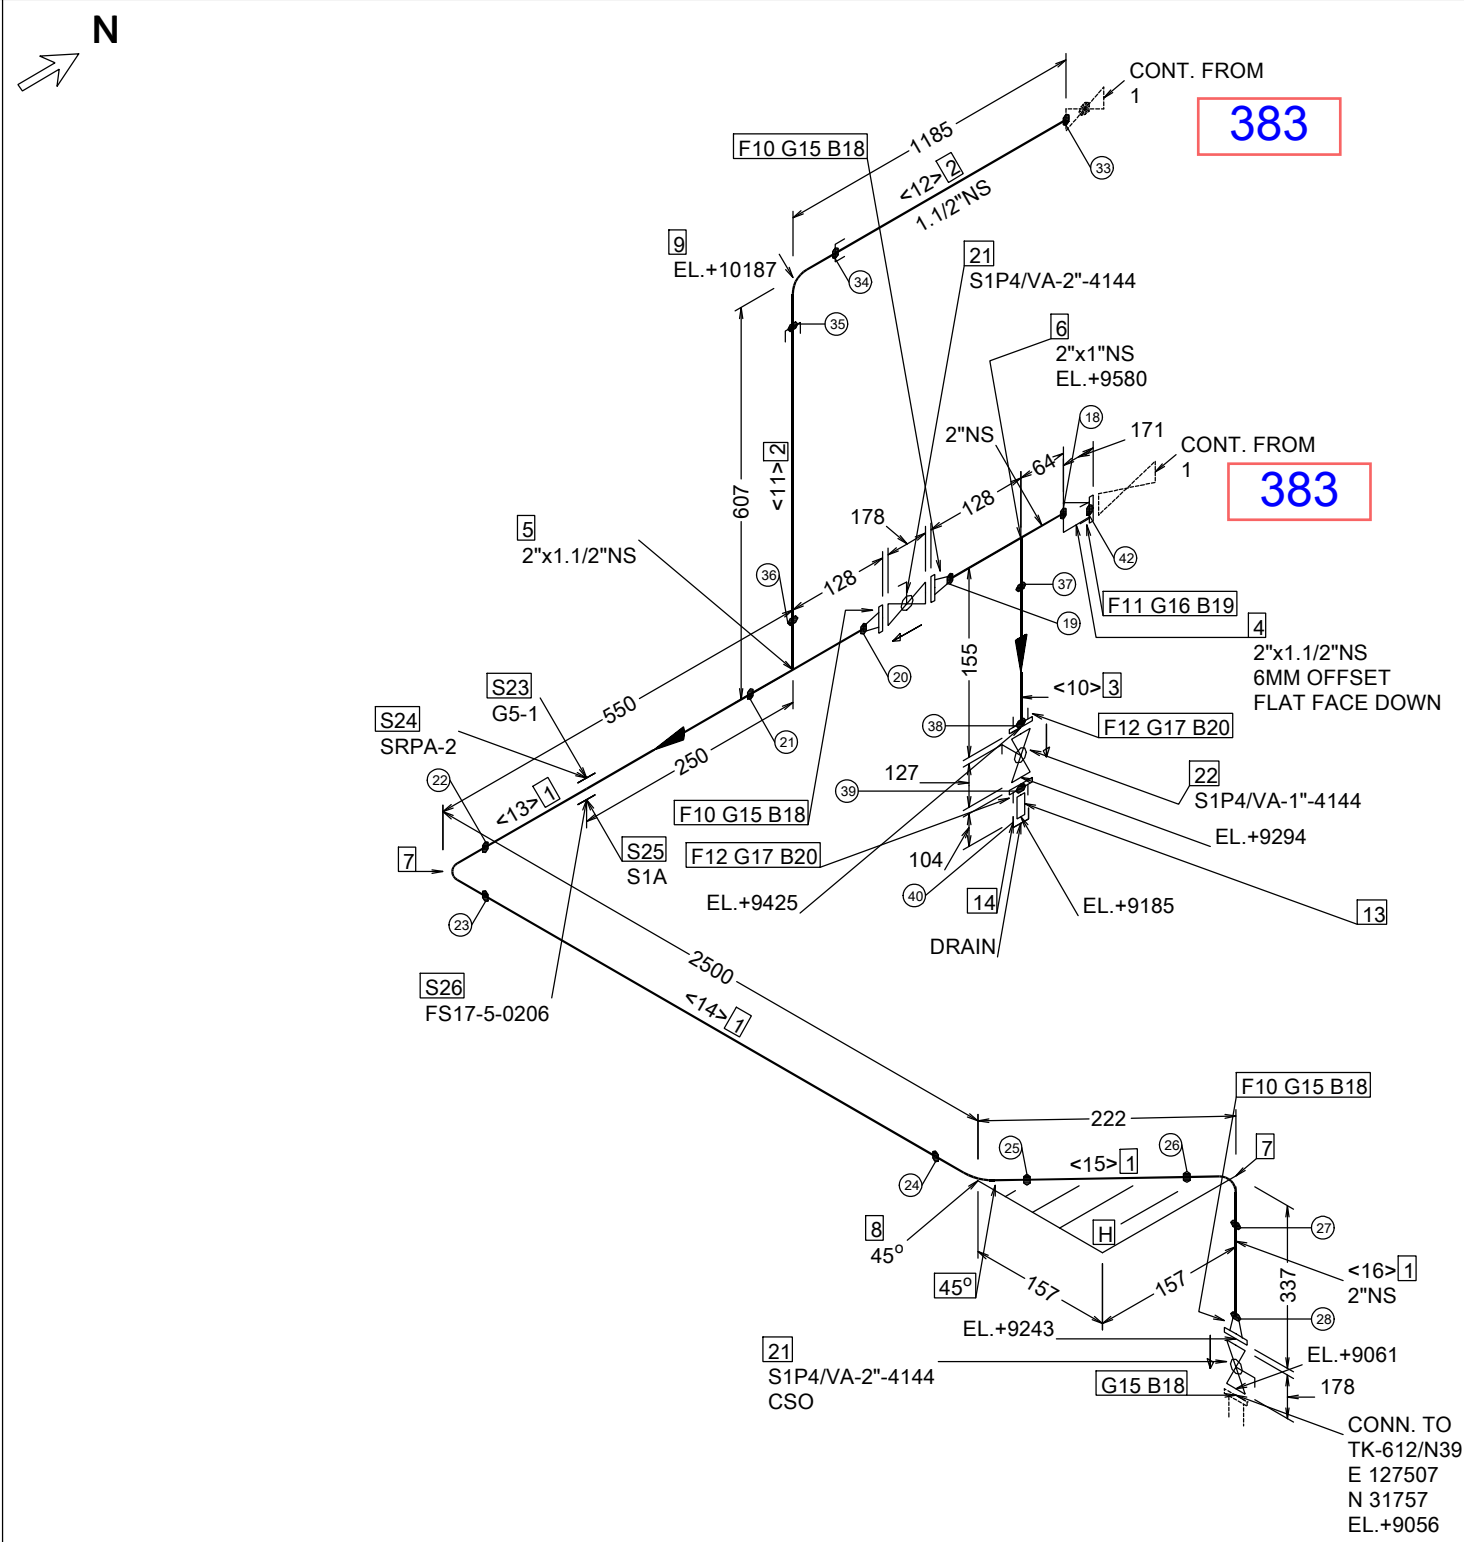 N
CONT. FROM
1
383
1185
F10 G15 B18
33
<12> 2
1.1/2"NS
9
EL.+10187
34
21
S1P4/VA-2"-4144
35
6
2"x1"NS
EL.+9580
18
171
2"NS
64
CONT. FROM
1
383
607
<11> 2
128
178
5
2"x1.1/2"NS
42
36
128
37
F11 G16 B19
19
4
2"x1.1/2"NS
6MM OFFSET
FLAT FACE DOWN
20
155
<10> 3
S23
G5-1
550
S24
SRPA-2
21
38
F12 G17 B20
250
22
127
39
22
S1P4/VA-1"-4144
<13> 1
F10 G15 B18
EL.+9294
S25
S1A
F12 G17 B20
104
7
40
EL.+9425
14
EL.+9185
13
23
DRAIN
2500
S26
FS17-5-0206
<14> 1
F10 G15 B18
222
25
26
<15> 1
7
24
H
8
45°
27
45°
157
157
337
<16> 1
2"NS
28
EL.+9243
21
S1P4/VA-2"-4144
CSO
EL.+9061
G15 B18
178
CONN. TO
TK-612/N39
E 127507
N 31757
EL.+9056